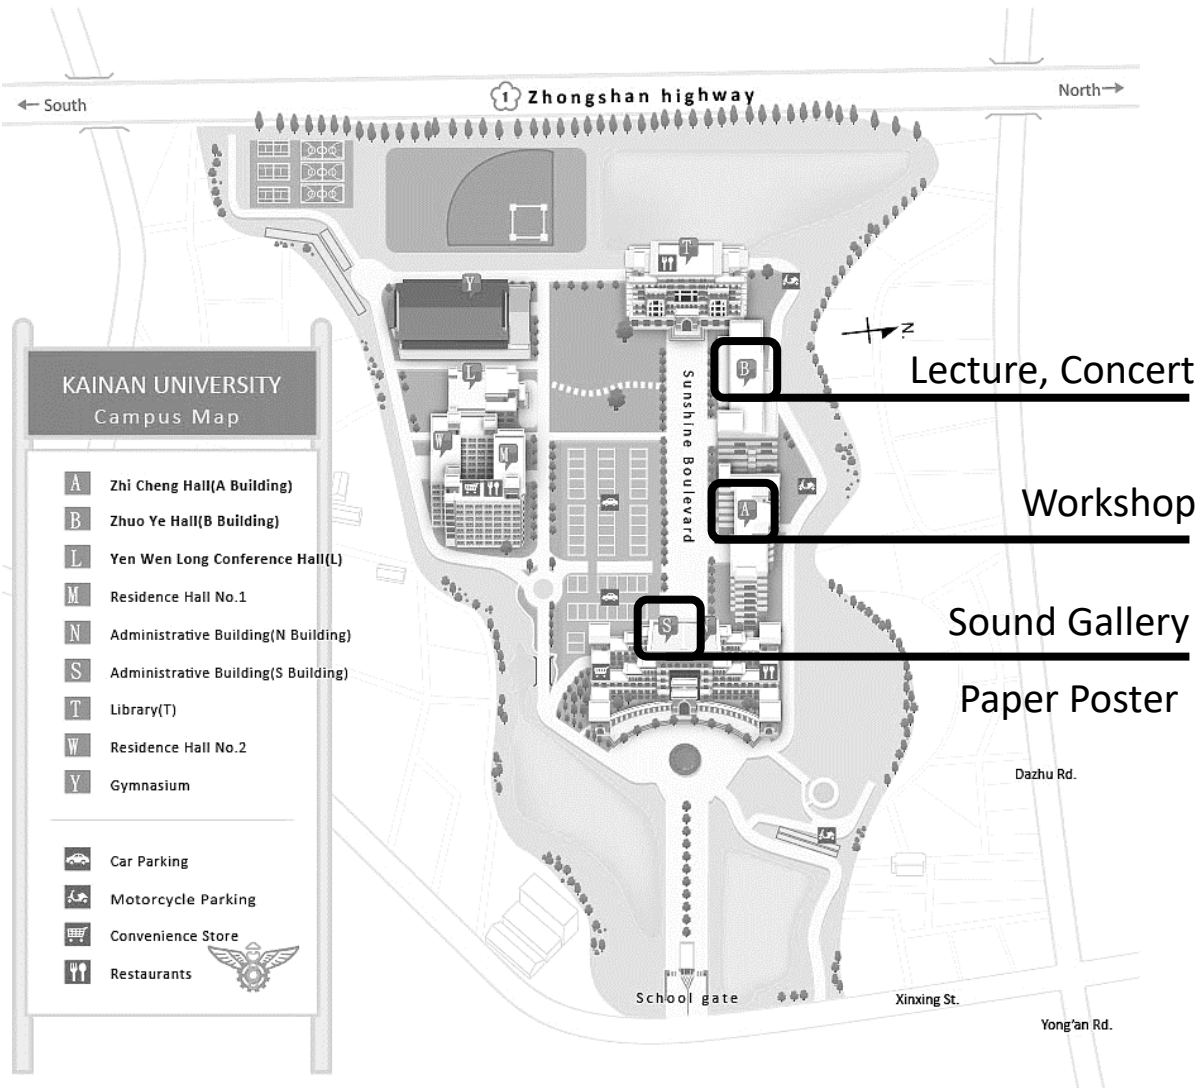 1 Zhongshan highway
South
North
T
Y
N
Lecture, Concert
B
L
KAINAN UNIVERSITY
Campus Map
Sunshine Boulevard
W
M
A Zhi Cheng Hall(A Building)
B Zhuo Ye Hall(B Building)
L Yen Wen Long Conference Hall(L)
M Residence Hall No.1
N Administrative Building(N Building)
S Administrative Building(S Building)
T Library(T)
W Residence Hall No.2
Y Gymnasium
Car Parking
Motorcycle Parking
Convenience Store
Restaurants
A
Workshop
S
Sound Gallery
Paper Poster
Dazhu Rd.
School gate
Xinxing St.
Yong'an Rd.